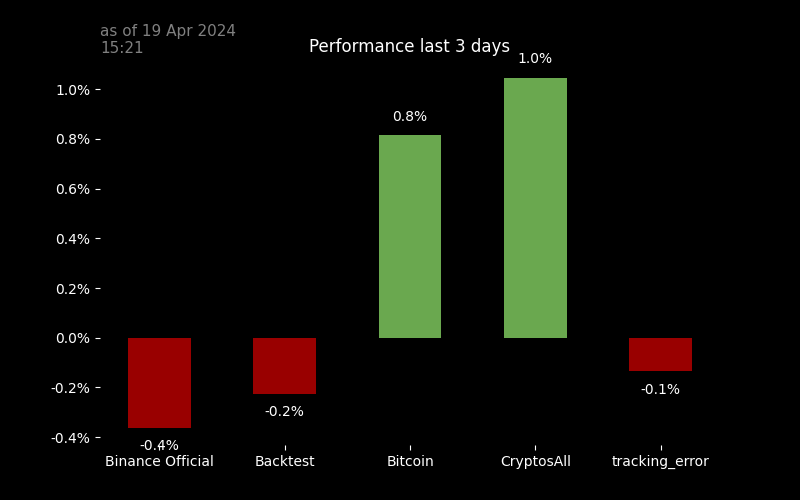 as of 19 Apr 2024
15:21
Performance last 3 days
1.0%
1.0%
0.8%
0.8%
0.6%
0.4%
0.2%
0.0%
-0.2%
-0.1%
-0.2%
-0.4%
-0.4%
Binance Official
Backtest
Bitcoin
CryptosAll
tracking_error